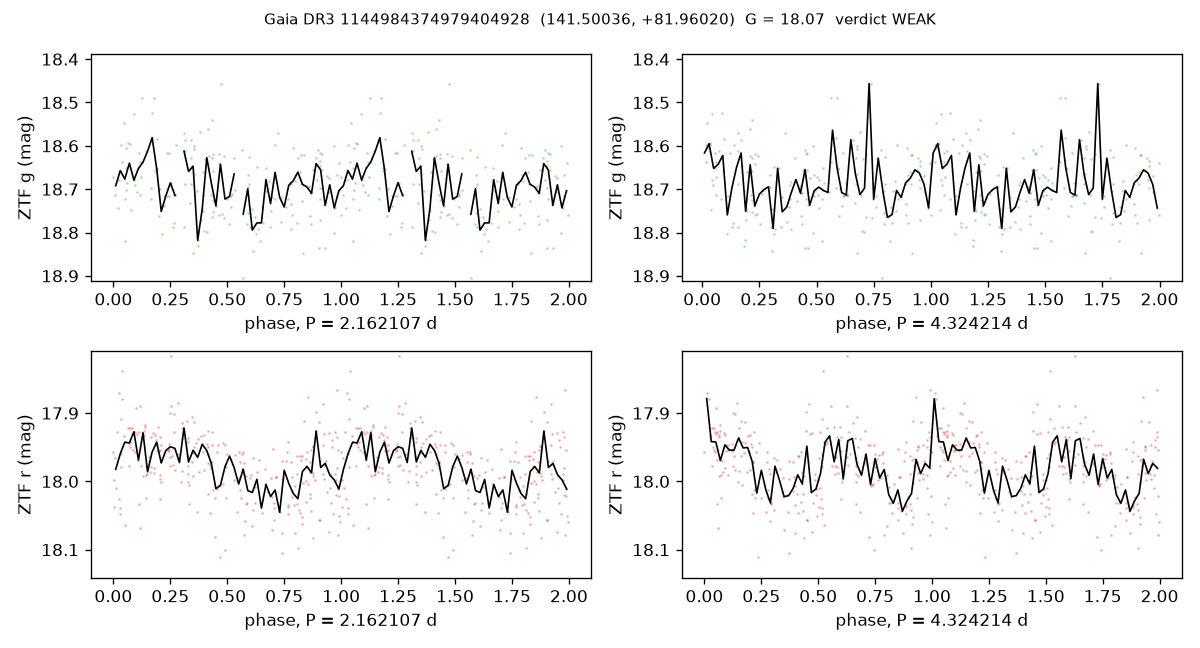 Gaia DR3 1144984374979404928  (141.50036, +81.96020)  G = 18.07  verdict WEAK
18.4
18.5
18.6
18.7
18.8
18.9
ZTF g (mag)
0.00 0.25 0.50 0.75 1.00 1.25 1.50 1.75 2.00
phase, P = 2.162107 d
18.4
18.5
18.6
18.7
18.8
18.9
ZTF g (mag)
0.00 0.25 0.50 0.75 1.00 1.25 1.50 1.75 2.00
phase, P = 4.324214 d
17.9
18.0
18.1
ZTF r (mag)
0.00 0.25 0.50 0.75 1.00 1.25 1.50 1.75 2.00
phase, P = 2.162107 d
17.9
18.0
18.1
ZTF r (mag)
0.00 0.25 0.50 0.75 1.00 1.25 1.50 1.75 2.00
phase, P = 4.324214 d